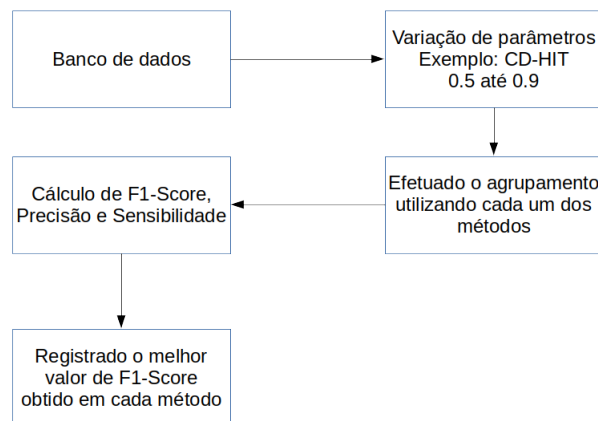 Banco de dados
Variação de parâmetros
Exemplo: CD-HIT
0.5 até 0.9
Efetuado o agrupamento
utilizando cada um dos
métodos
Cálculo de F1-Score,
Precisão e Sensibilidade
Registrado o melhor
valor de F1-Score
obtido em cada método